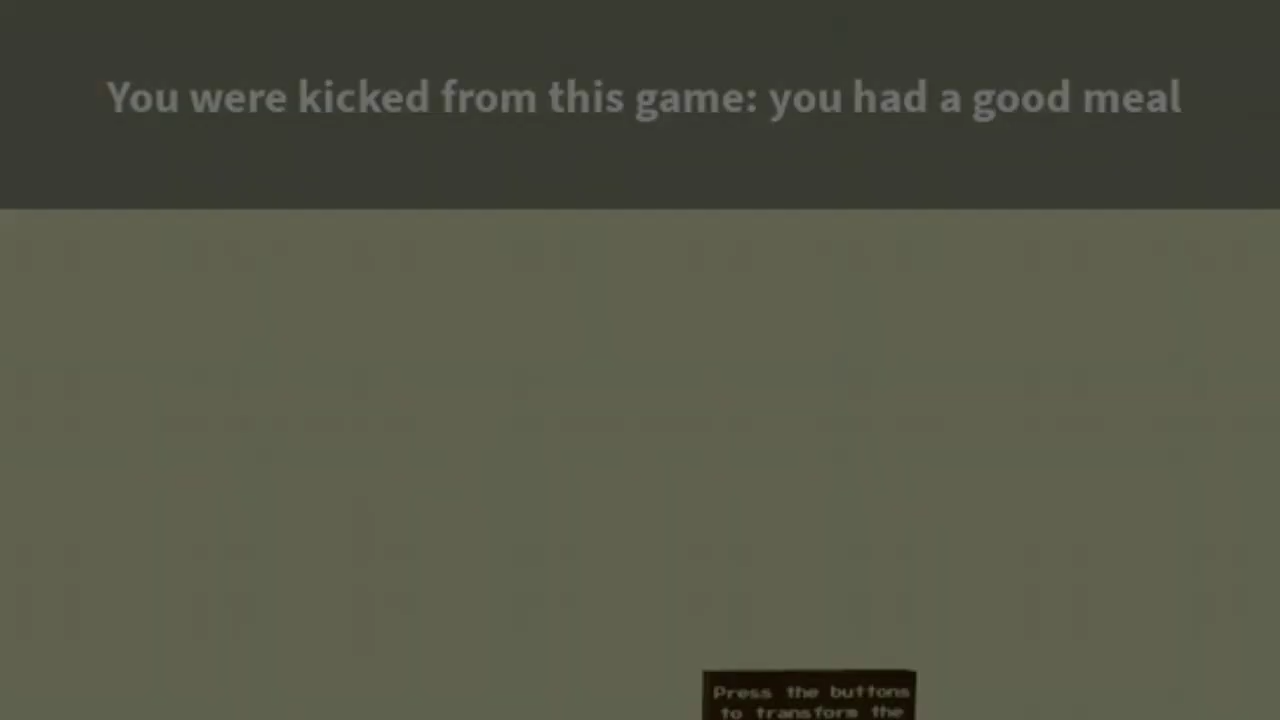 You were kicked from this game: you had a good meal
Press the buttons
to transform the